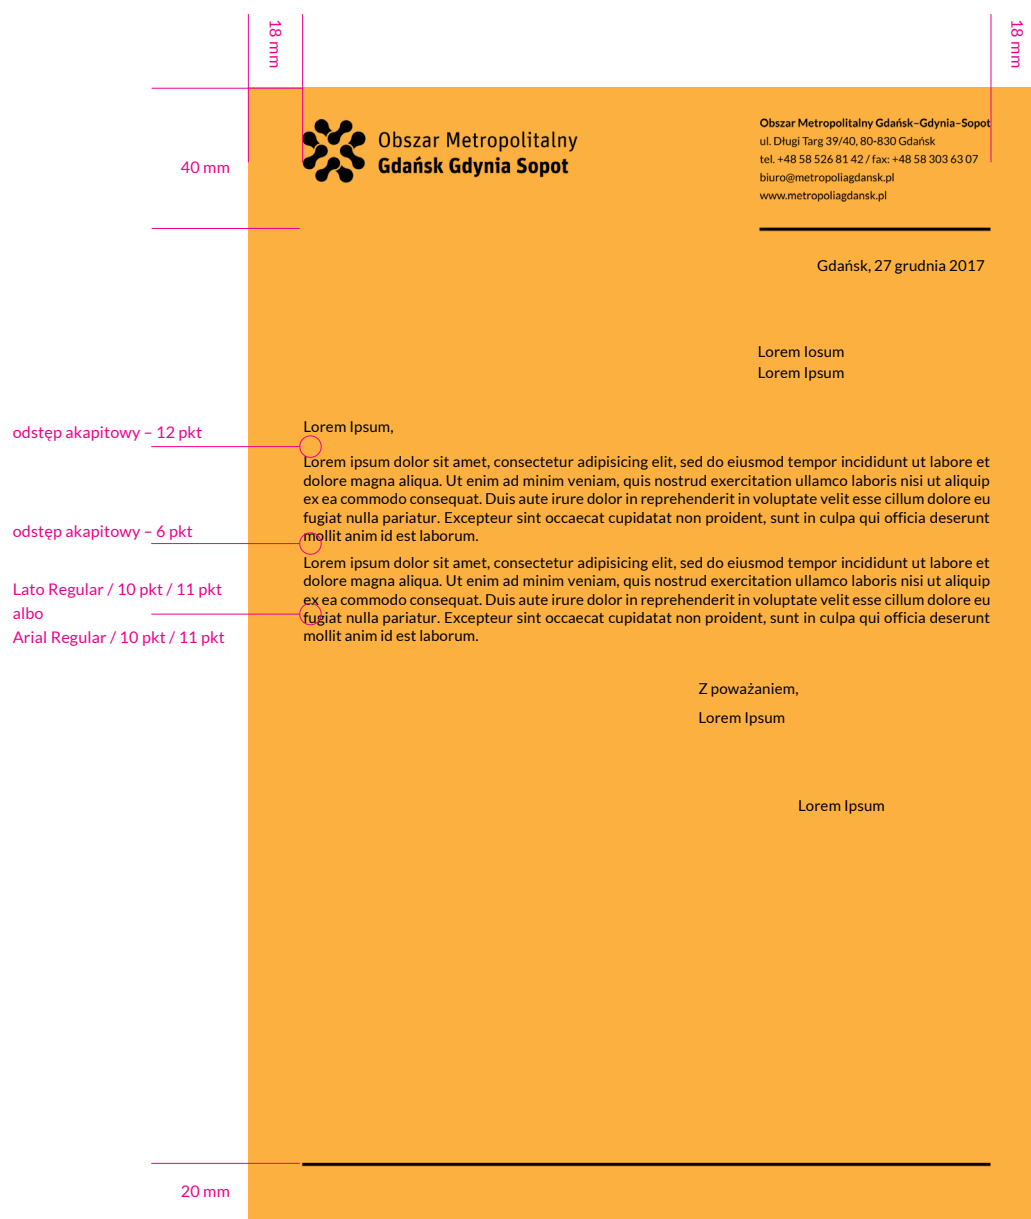 18 mm
18 mm
40 mm
Obszar Metropolitalny
Gdańsk Gdynia Sopot
Obszar Metropolitalny Gdańsk–Gdynia–Sopot
ul. Długi Targ 39/40, 80-830 Gdańsk
tel. +48 58 526 81 42 / fax: +48 58 303 63 07
biuro@metropoliagdansk.pl
www.metropoliagdansk.pl
Gdańsk, 27 grudnia 2017
Lorem Iosum
Lorem Ipsum
odstęp akapitowy – 12 pkt
Lorem Ipsum,
Lorem ipsum dolor sit amet, consectetur adipisicing elit, sed do eiusmod tempor incididunt ut labore et
dolore magna aliqua. Ut enim ad minim veniam, quis nostrud exercitation ullamco laboris nisi ut aliquip
ex ea commodo consequat. Duis aute irure dolor in reprehenderit in voluptate velit esse cillum dolore eu
fugiat nulla pariatur. Excepteur sint occaecat cupidatat non proident, sunt in culpa qui officia deserunt
mollit anim id est laborum.
odstęp akapitowy – 6 pkt
Lorem ipsum dolor sit amet, consectetur adipisicing elit, sed do eiusmod tempor incididunt ut labore et
dolore magna aliqua. Ut enim ad minim veniam, quis nostrud exercitation ullamco laboris nisi ut aliquip
ex ea commodo consequat. Duis aute irure dolor in reprehenderit in voluptate velit esse cillum dolore eu
fugiat nulla pariatur. Excepteur sint occaecat cupidatat non proident, sunt in culpa qui officia deserunt
mollit anim id est laborum.
Lato Regular / 10 pkt / 11 pkt
albo
Arial Regular / 10 pkt / 11 pkt
Z poważaniem,
Lorem Ipsum
Lorem Ipsum
20 mm